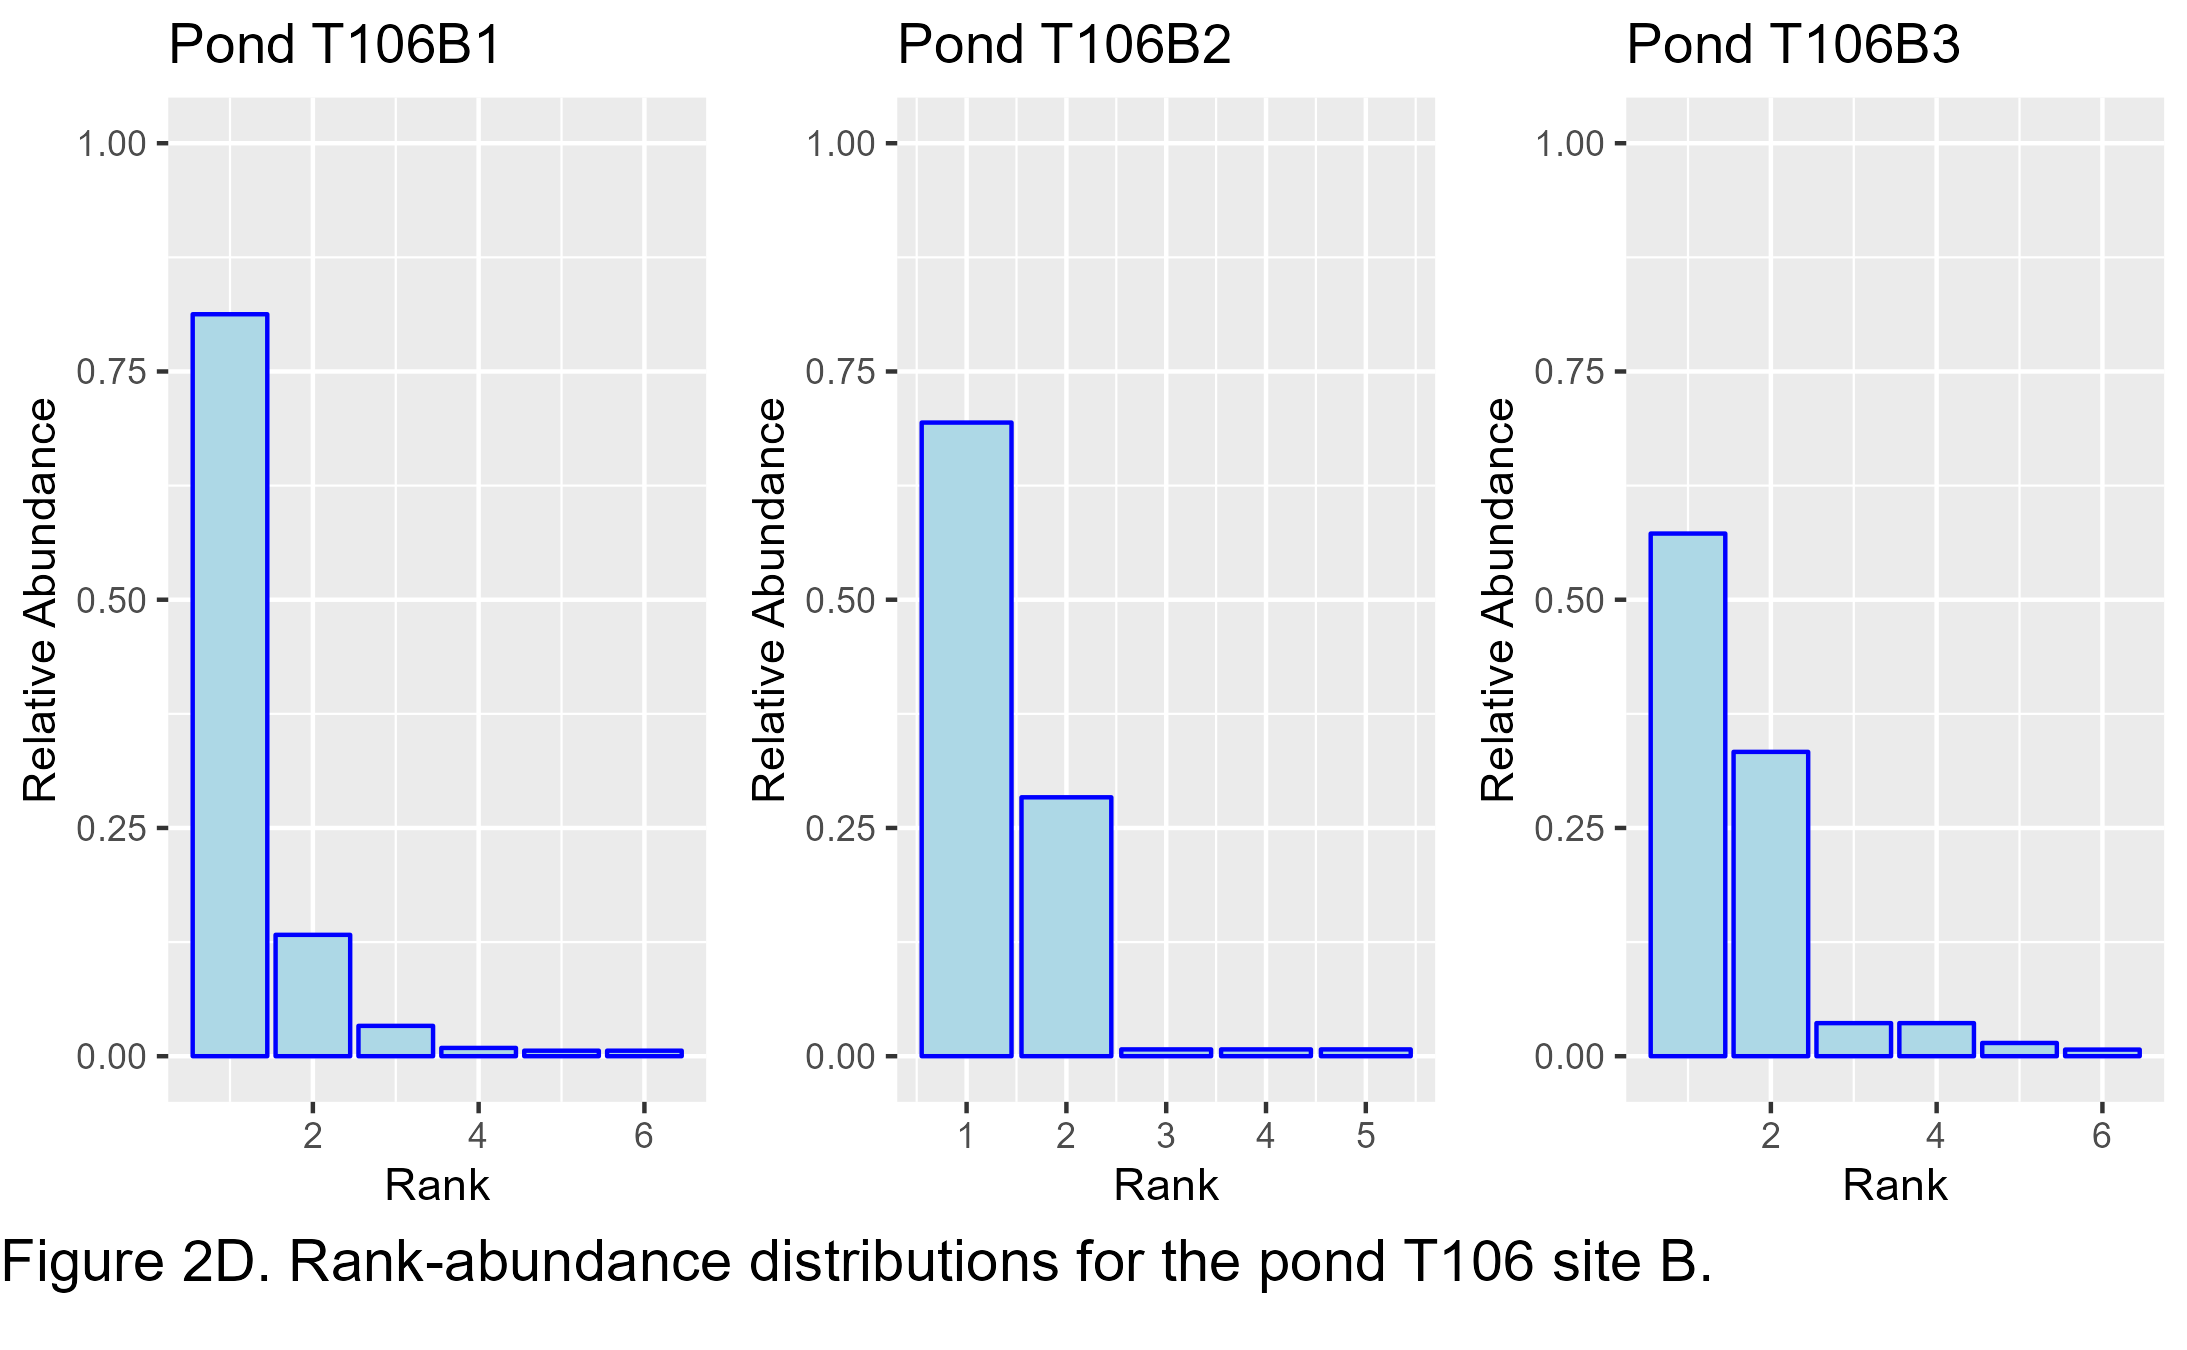 Pond T106B1
Pond T106B2
Pond T106B3
Relative Abundance
1.00
0.75
0.50
0.25
0.00
2 4 6
Rank
Relative Abundance
1.00
0.75
0.50
0.25
0.00
1 2 3 4 5
Rank
Relative Abundance
1.00
0.75
0.50
0.25
0.00
2 4 6
Rank
Figure 2D. Rank-abundance distributions for the pond T106 site B.